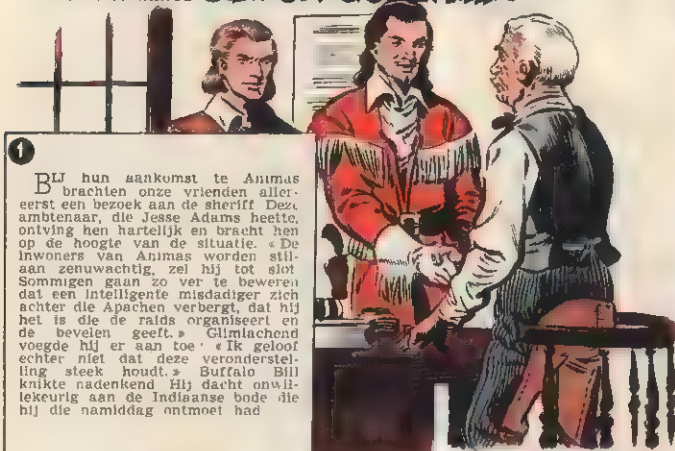 1
BIJ hun aankomst te Animas
brachten onze vrienden aller-
eerst een bezoek aan de sheriff Deze
ambtenaar, die Jesse Adams heette,
ontving hen hartelijk en bracht hen
op de hoogte van de situatie. « De
inwoners van Animas worden stil-
aan zenuwachtig, zei hij tot slot
Sommigen gaan zo ver te beweren
dat een intelligente misdadiger zich
achter die Apachen verbergt, dat hij
het is die de raids organiseert en
de bevelen geeft. » Glimlachend
voegde hij er aan toe · « Ik geloof
echter niet dat deze veronderstel-
ling steek houdt. » Buffalo Bill
knikte nadenkend Hij dacht onwil-
lekeurig aan de Indiaanse bode die
hij die namiddag ontmoet had